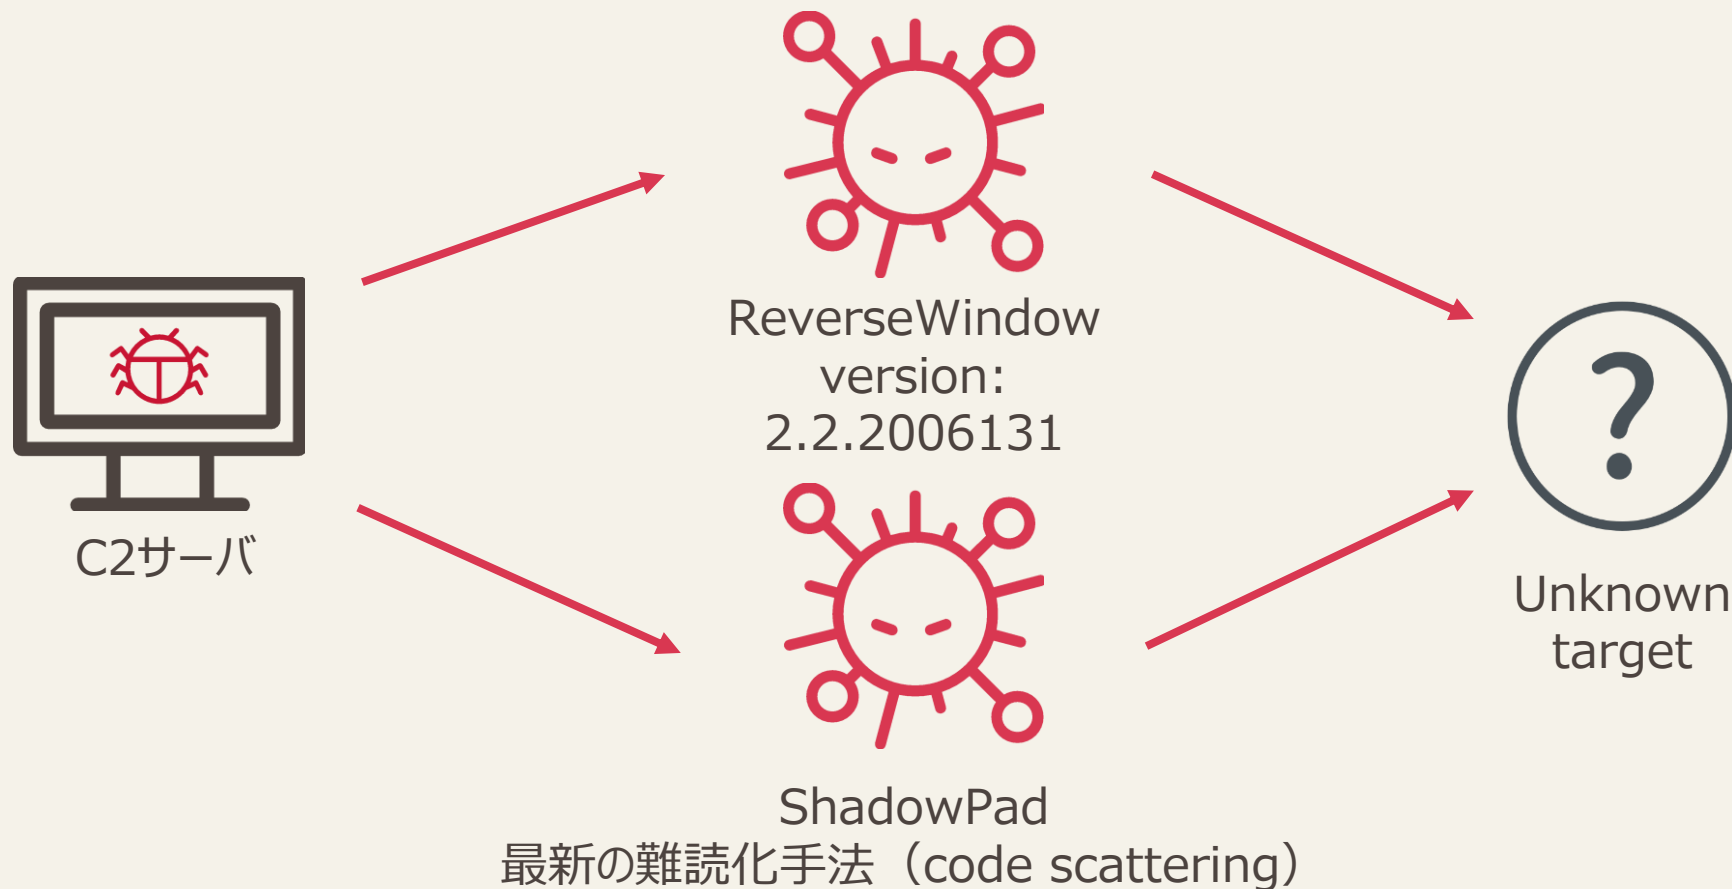 ReverseWindow
version:
2.2.2006131
C2サーバ
?
Unknown
target
ShadowPad
最新の難読化手法（code scattering）